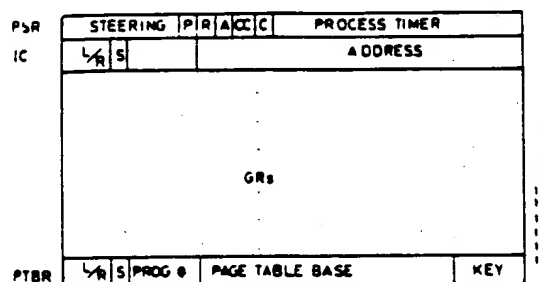 PSR STEERING P R A CC C PROCESS TIMER
IC L/R S ADDRESS
GRs
PTBR L/R S PROG # PAGE TABLE BASE KEY